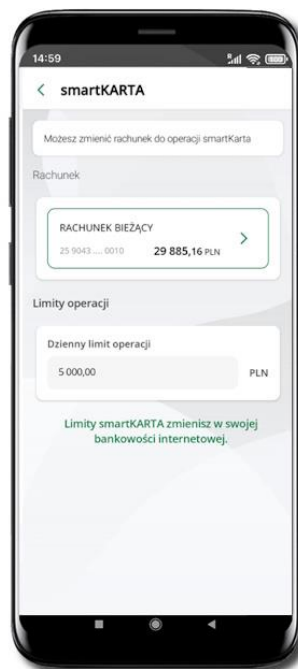 14:59
smartKARTA
Możesz zmienić rachunek do operacji smartKarta
Rachunek
RACHUNEK BIEŻĄCY
25 9043 .... 0010 29 885,16 PLN
Limity operacji
Dzienny limit operacji
5 000,00 PLN
Limity smartKARTA zmienisz w swojej
bankowości internetowej.